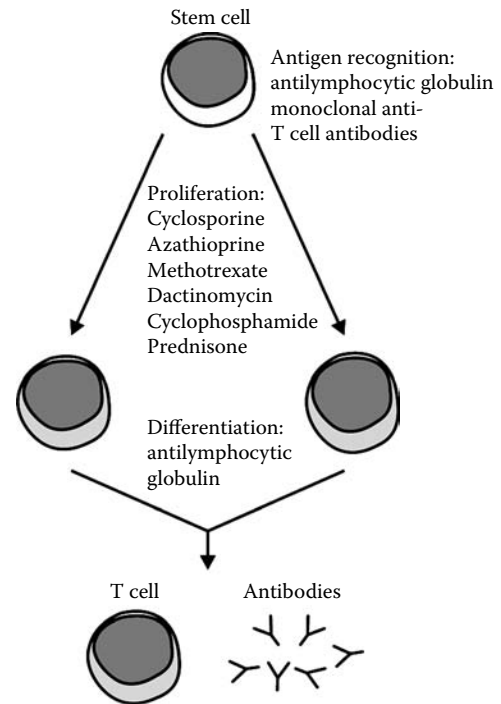 Stem cell
Antigen recognition:
antilymphocytic globulin
monoclonal anti-
T cell antibodies
Proliferation:
Cyclosporine
Azathioprine
Methotrexate
Dactinomycin
Cyclophosphamide
Prednisone
Differentiation:
antilymphocytic
globulin
T cell
Antibodies